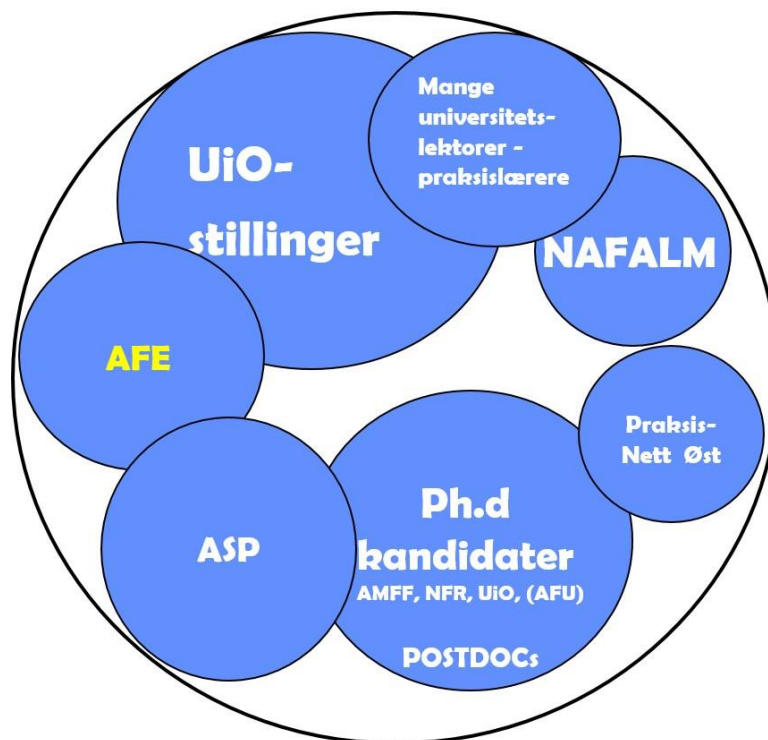 Mange
universitets-
lektorer -
praksislærere
UiO-
stillinger
NAFALM
AFE
Praksis-
Nett Øst
Ph.d
kandidater
AMFF, NFR, UiO, (AFU)
POSTDOCs
ASP